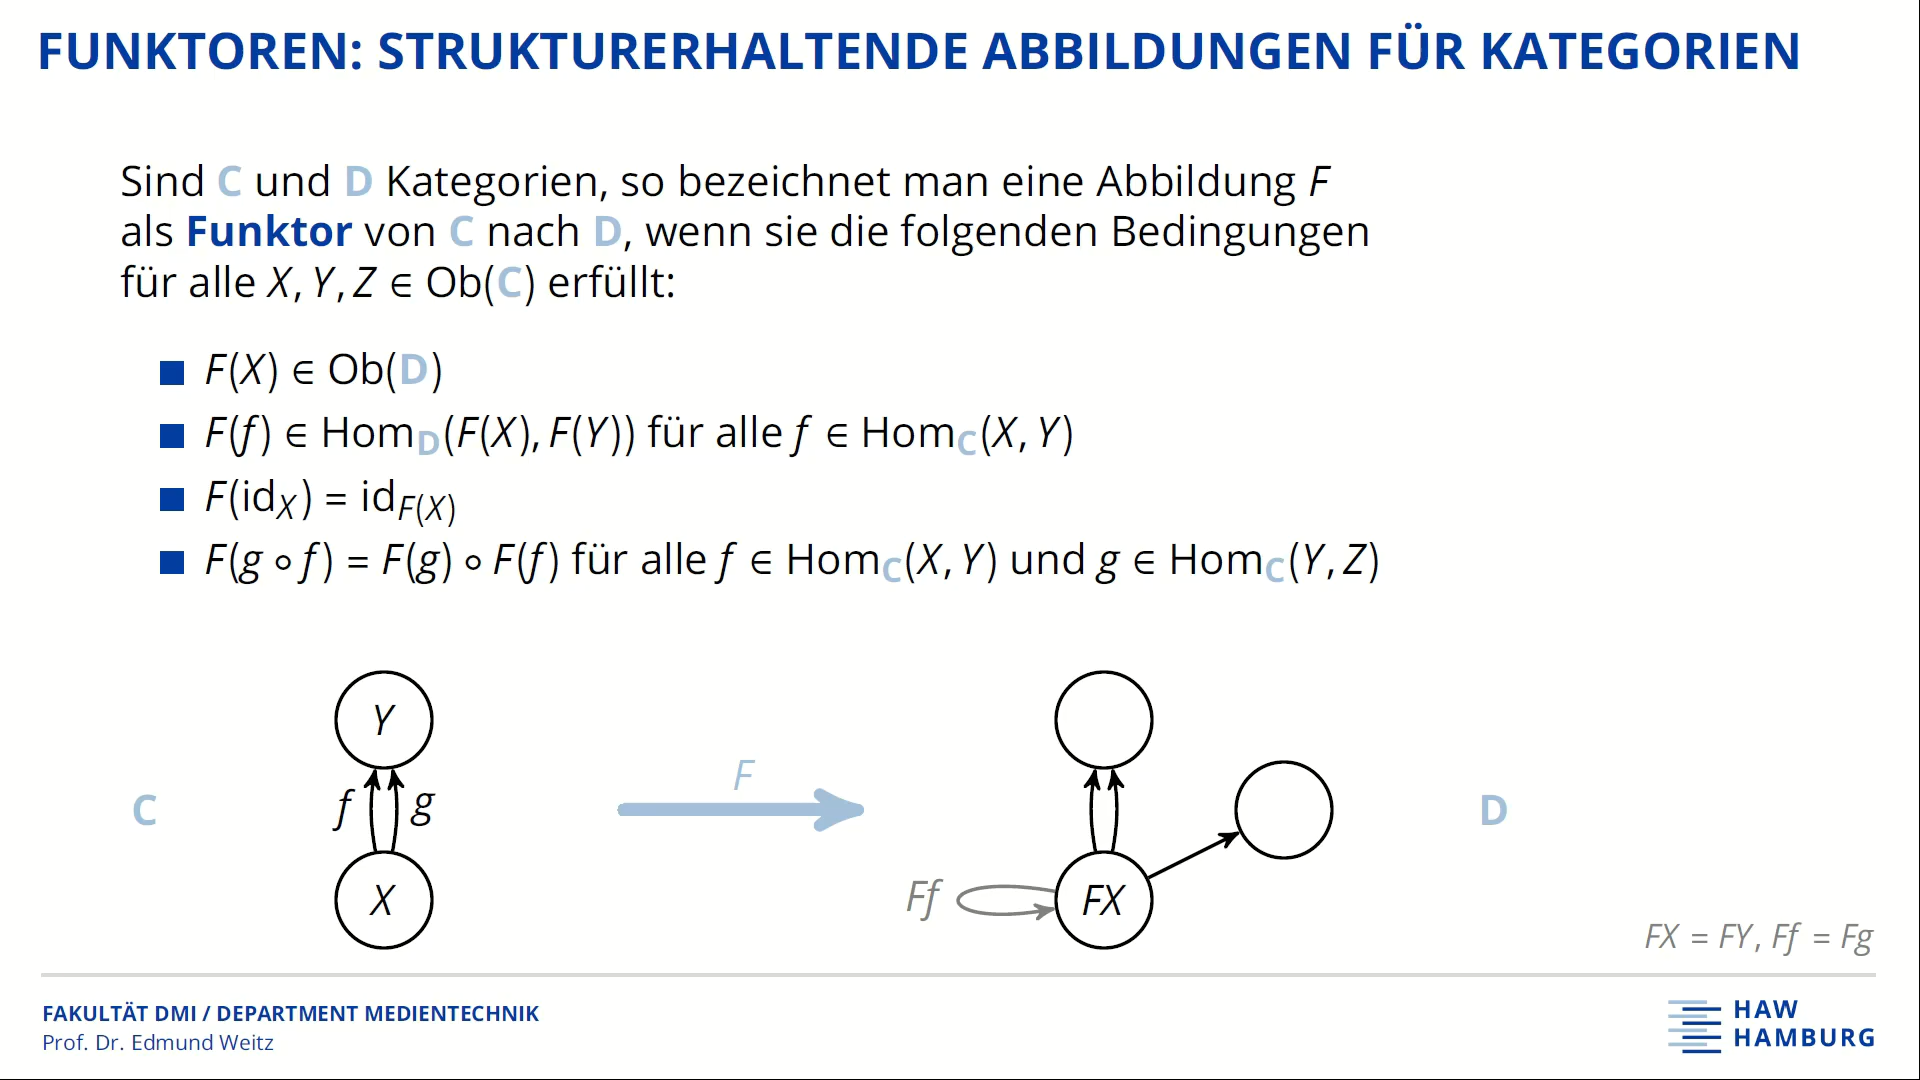 FUNKTOREN: STRUKTURERHALTENDE ABBILDUNGEN FÜR KATEGORIEN
Sind C und D Kategorien, so bezeichnet man eine Abbildung F
als Funktor von C nach D, wenn sie die folgenden Bedingungen
für alle X, Y, Z ∈ Ob(C) erfüllt:
■ F(X) ∈ Ob(D)
■ F(f) ∈ Hom_D(F(X), F(Y)) für alle f ∈ Hom_C(X, Y)
■ F(id_X) = id_F(X)
■ F(g ∘ f) = F(g) ∘ F(f) für alle f ∈ Hom_C(X, Y) und g ∈ Hom_C(Y, Z)
Y
F
C
f g
D
X
Ff
FX
FX = FY, Ff = Fg
FAKULTÄT DMI / DEPARTMENT MEDIENTECHNIK
Prof. Dr. Edmund Weitz
HAW
HAMBURG